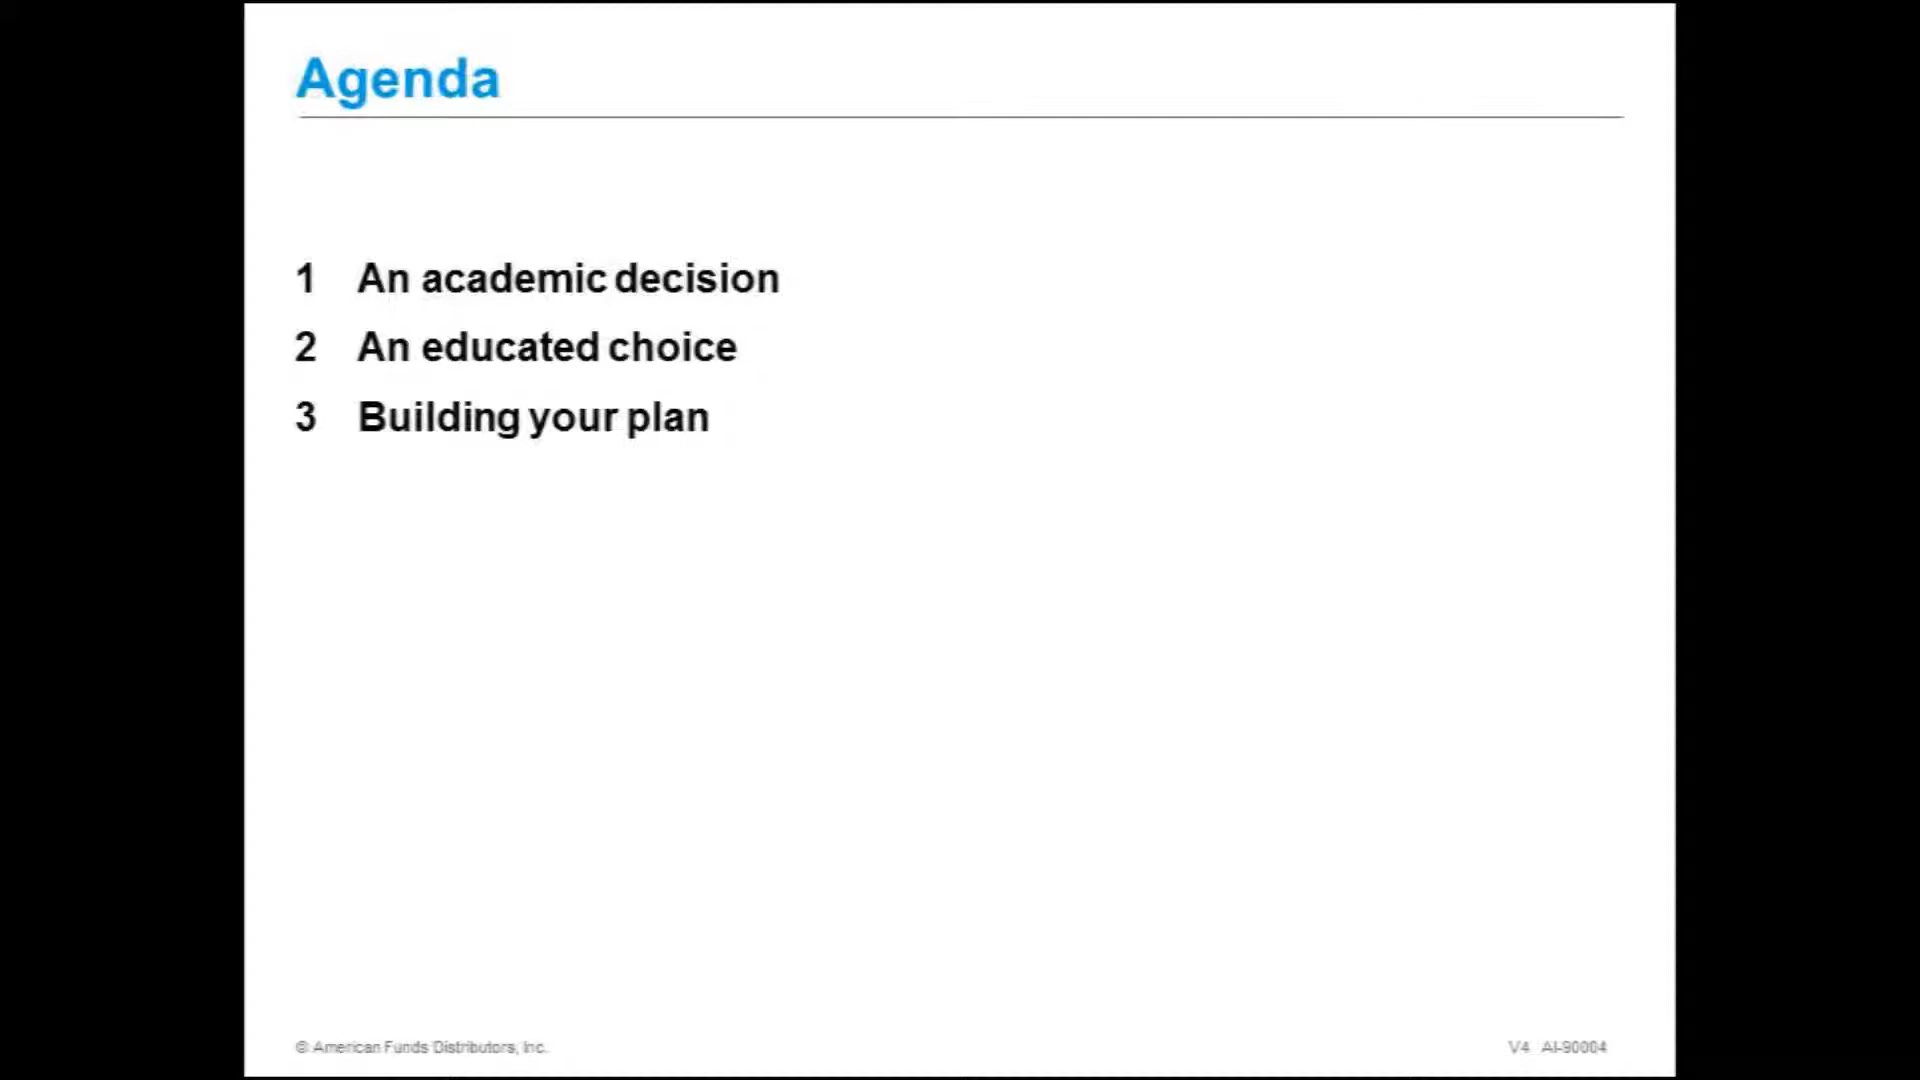 Agenda
1 An academic decision
2 An educated choice
3 Building your plan
© American Funds Distributors, Inc.
V4 AI-90004